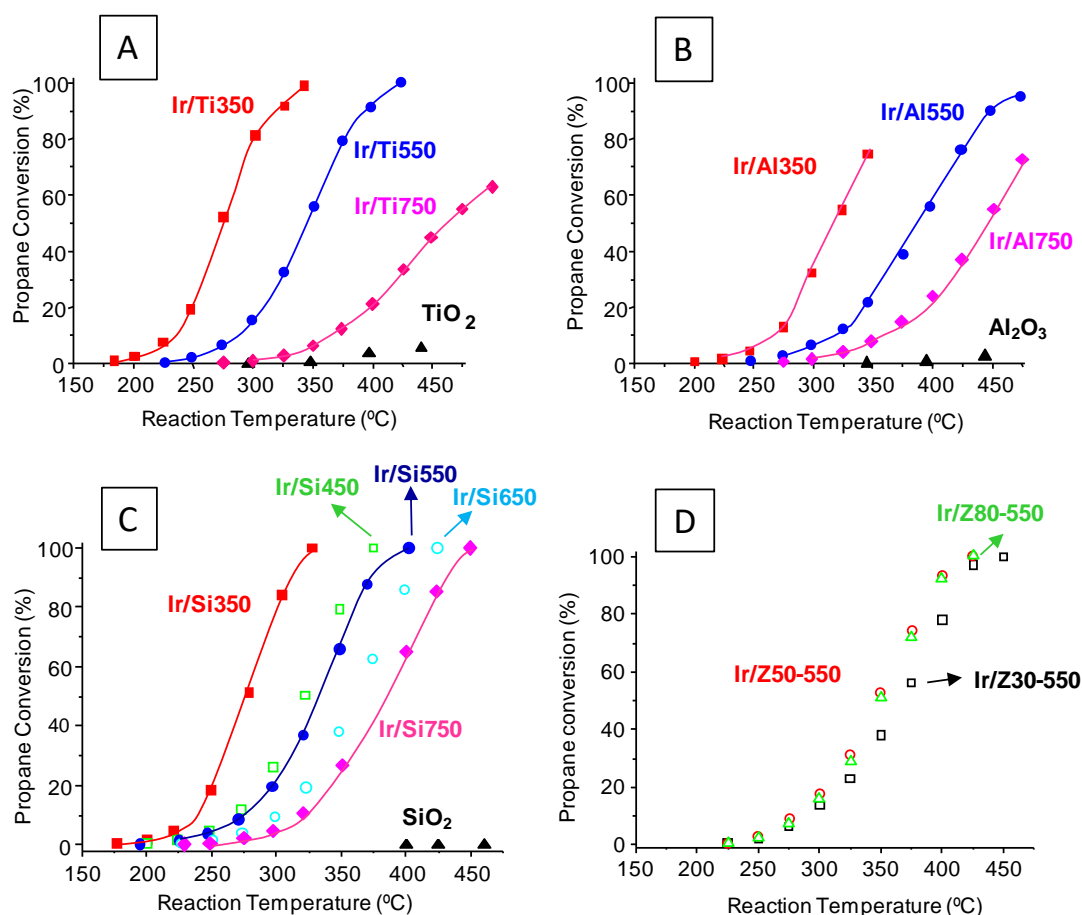 A
B
Propane Conversion (%)
100
80
60
40
20
0
Ir/Ti350
Ir/Ti550
Ir/Ti750
TiO2
150 200 250 300 350 400 450
Reaction Temperature (ºC)
Propane Conversion (%)
100
80
60
40
20
0
Ir/Al350
Ir/Al550
Ir/Al750
Al2O3
150 200 250 300 350 400 450
Reaction Temperature (ºC)
C
D
Ir/Si450
Ir/Si550
Ir/Si650
Propane Conversion (%)
100
80
60
40
20
0
Ir/Si350
Ir/Si750
SiO2
150 200 250 300 350 400 450
Reaction Temperature (ºC)
Ir/Z80-550
Propane conversion (%)
100
80
60
40
20
0
Ir/Z50-550
Ir/Z30-550
200 250 300 350 400 450
Reaction Temperature (ºC)